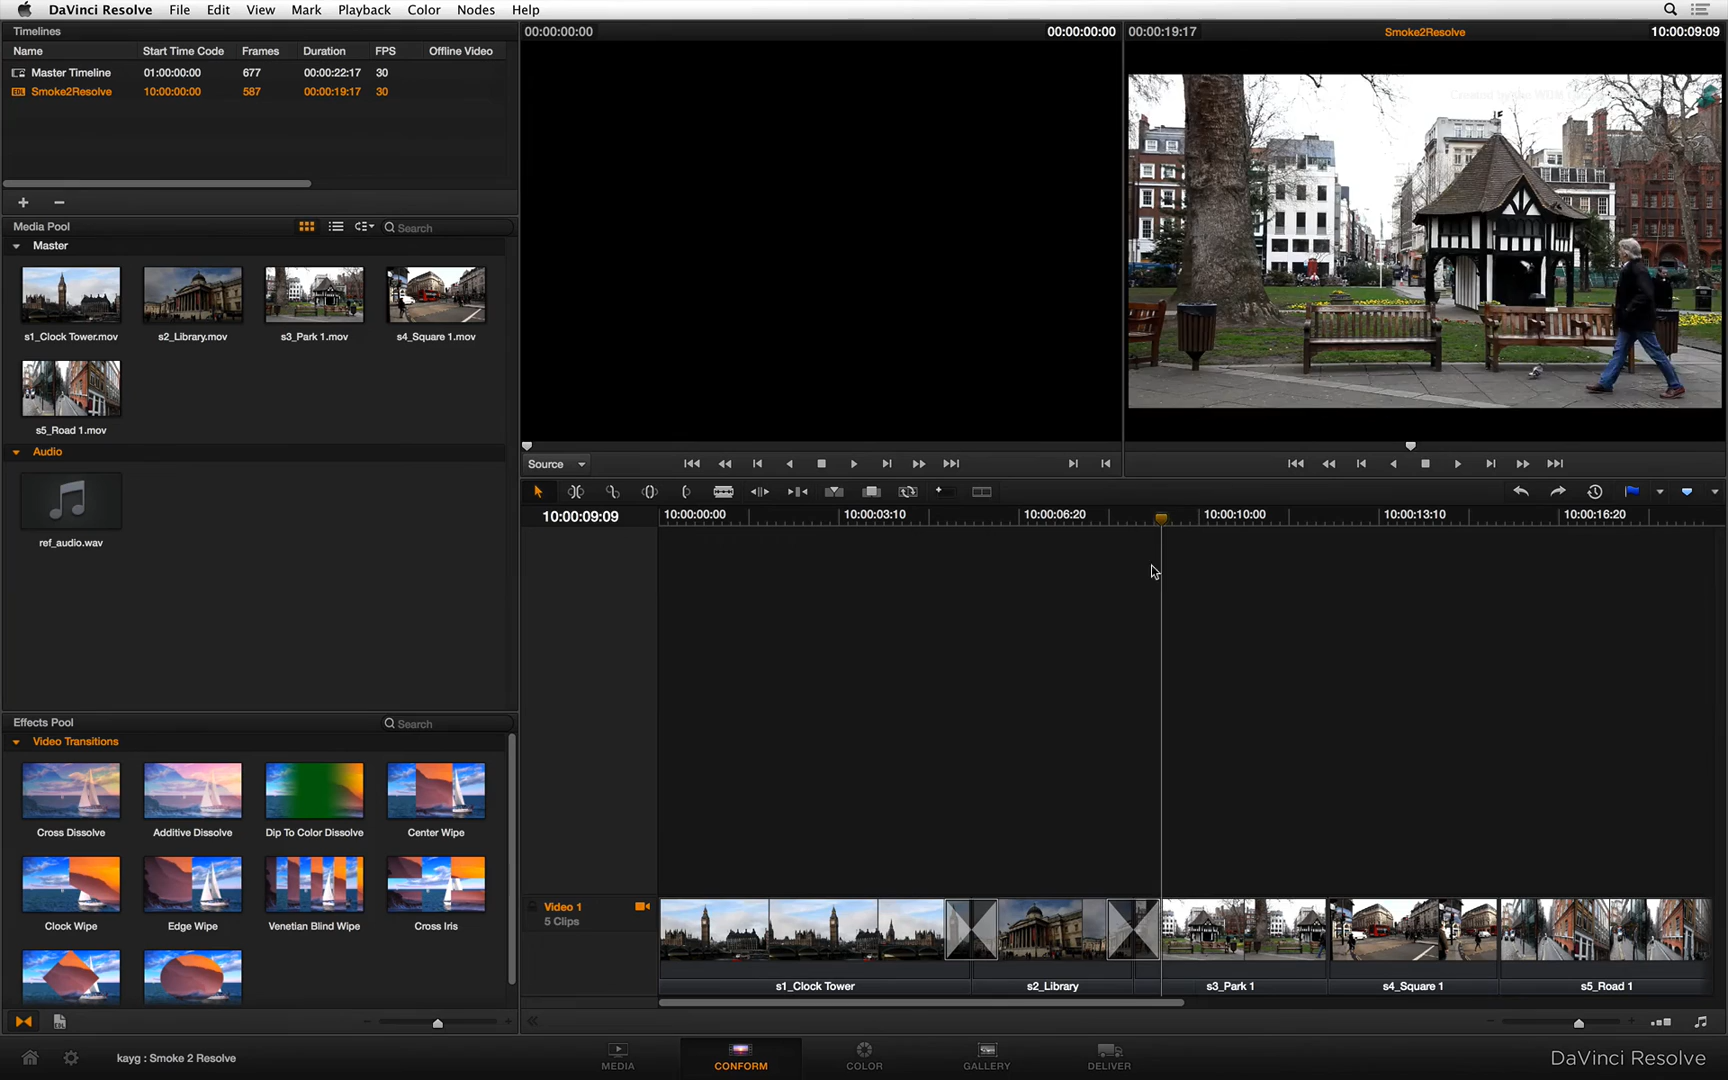 DaVinci Resolve File Edit View Mark Playback Color Nodes Help
Timelines
Name Start Time Code Frames Duration FPS Offline Video
Master Timeline 01:00:00:00 677 00:00:22:17 30
EDL Smoke2Resolve 10:00:00:00 587 00:00:19:17 30
00:00:00:00 00:00:00:00
00:00:19:17 Smoke2Resolve 10:00:09:09
Media Pool Search
Master
s1_Clock Tower.mov s2_Library.mov s3_Park 1.mov s4_Square 1.mov
s5_Road 1.mov
Audio
ref_audio.wav
Source
10:00:09:09 10:00:00:00 10:00:03:10 10:00:06:20 10:00:10:00 10:00:13:10 10:00:16:20
Effects Pool Search
Video Transitions
Cross Dissolve Additive Dissolve Dip To Color Dissolve Center Wipe
Clock Wipe Edge Wipe Venetian Blind Wipe Cross Iris
Video 1
5 Clips
s1_Clock Tower s2_Library s3_Park 1 s4_Square 1 s5_Road 1
EDL
kayg : Smoke 2 Resolve
MEDIA CONFORM COLOR GALLERY DELIVER
DaVinci Resolve